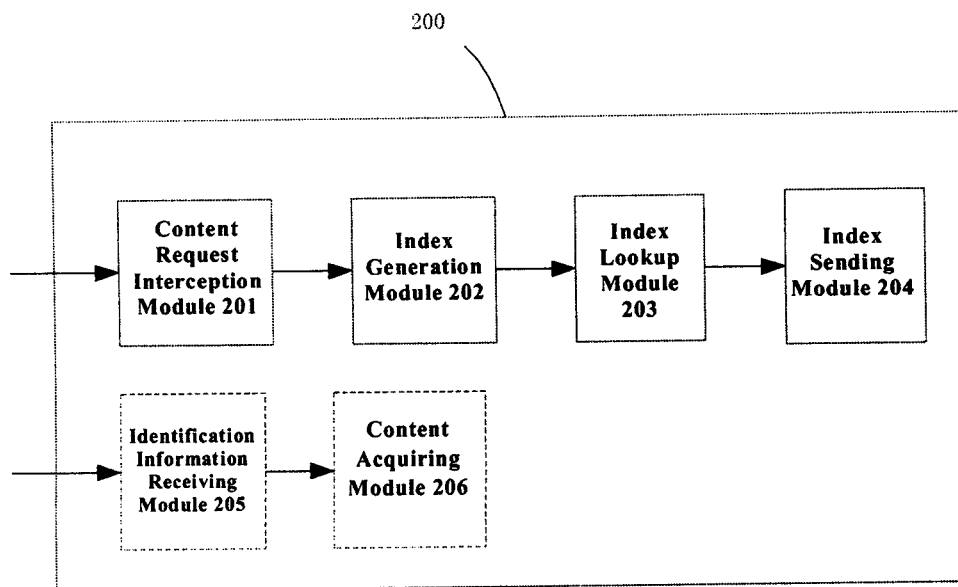 200
Content
Request
Interception
Module 201
Index
Generation
Module 202
Index
Lookup
Module
203
Index
Sending
Module 204
Identification
Information
Receiving
Module 205
Content
Acquiring
Module 206